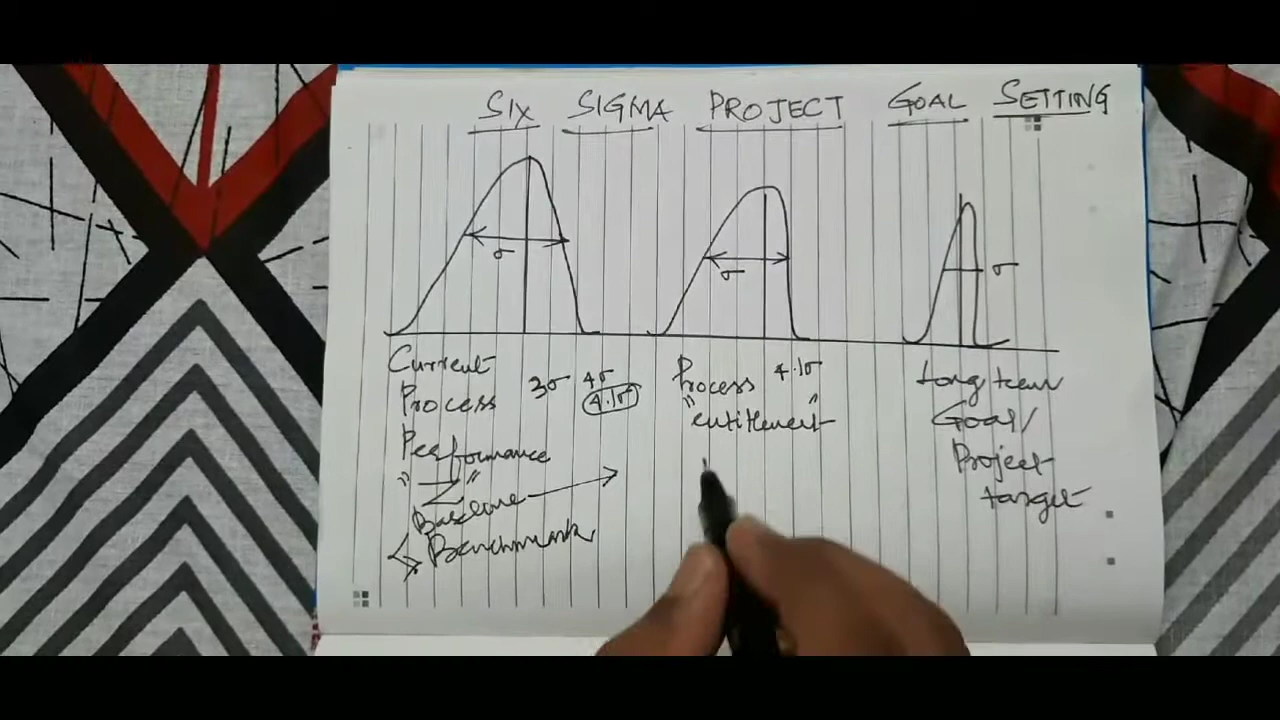 SIX SIGMA PROJECT GOAL SETTING
σ
σ
σ
Current
Process 3σ 4σ
4.1σ
Performance
"Z"
Baseline
Benchmark
Process 4.1σ
"entitlement"
Long term
Goal/
Project
target